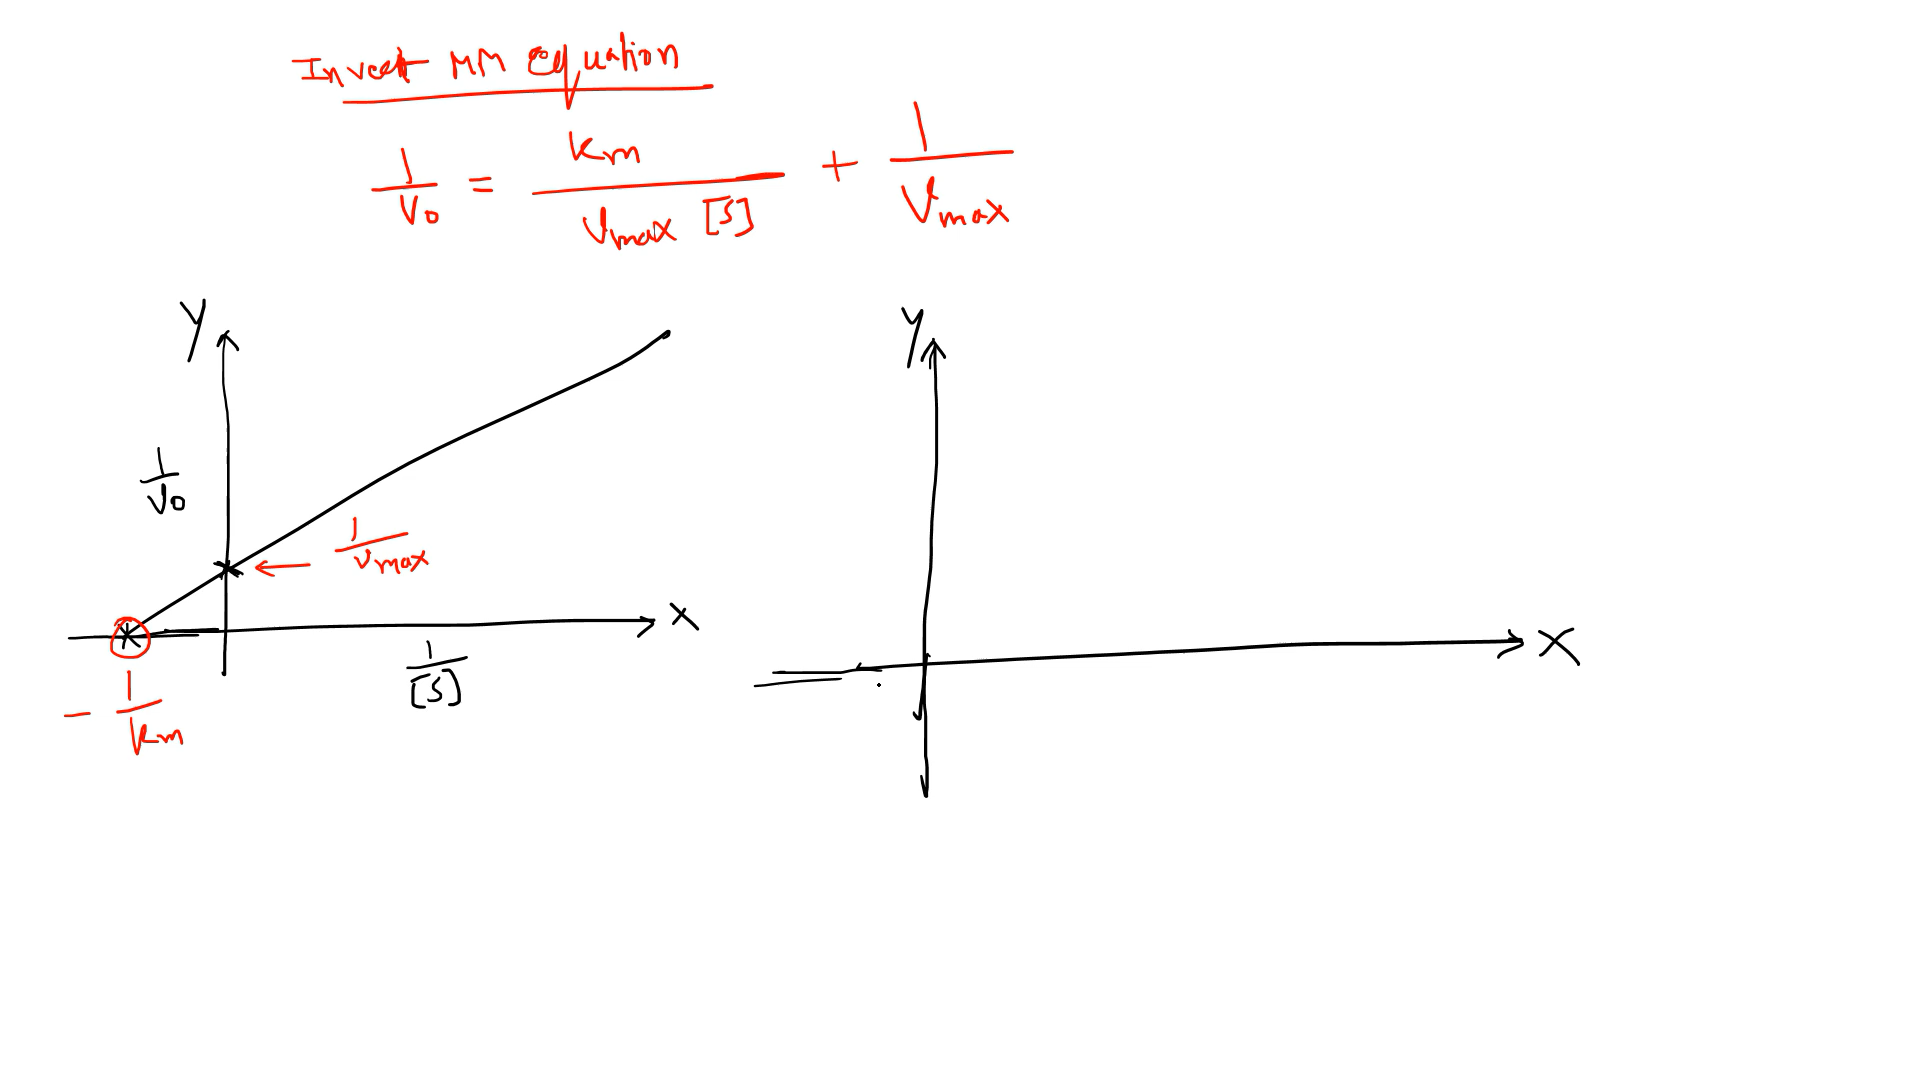 Invert MM Equation
1/V₀ = Km/Vmax [S] + 1/Vmax
Y
1/V₀
1/Vmax
X
1/[S]
- 1/Km
Y
X